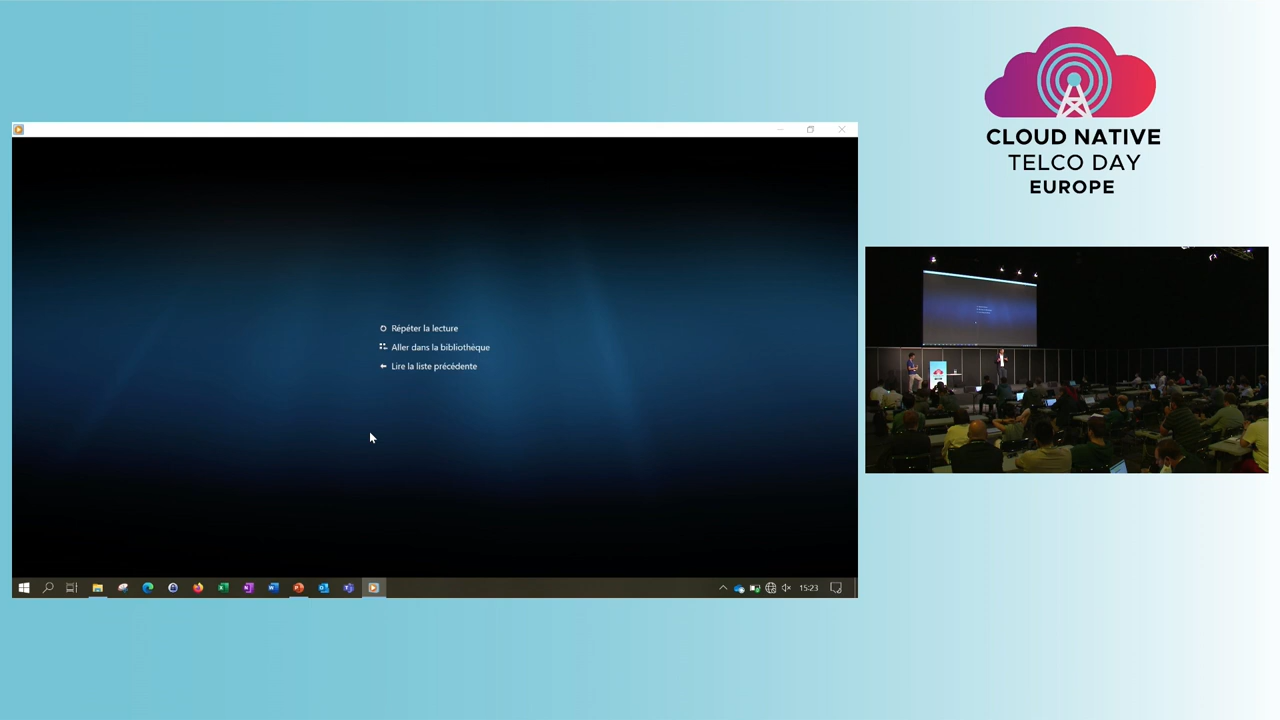 CLOUD NATIVE
TELCO DAY
EUROPE
Répéter la lecture
Aller dans la bibliothèque
Lire la liste précédente
15:23